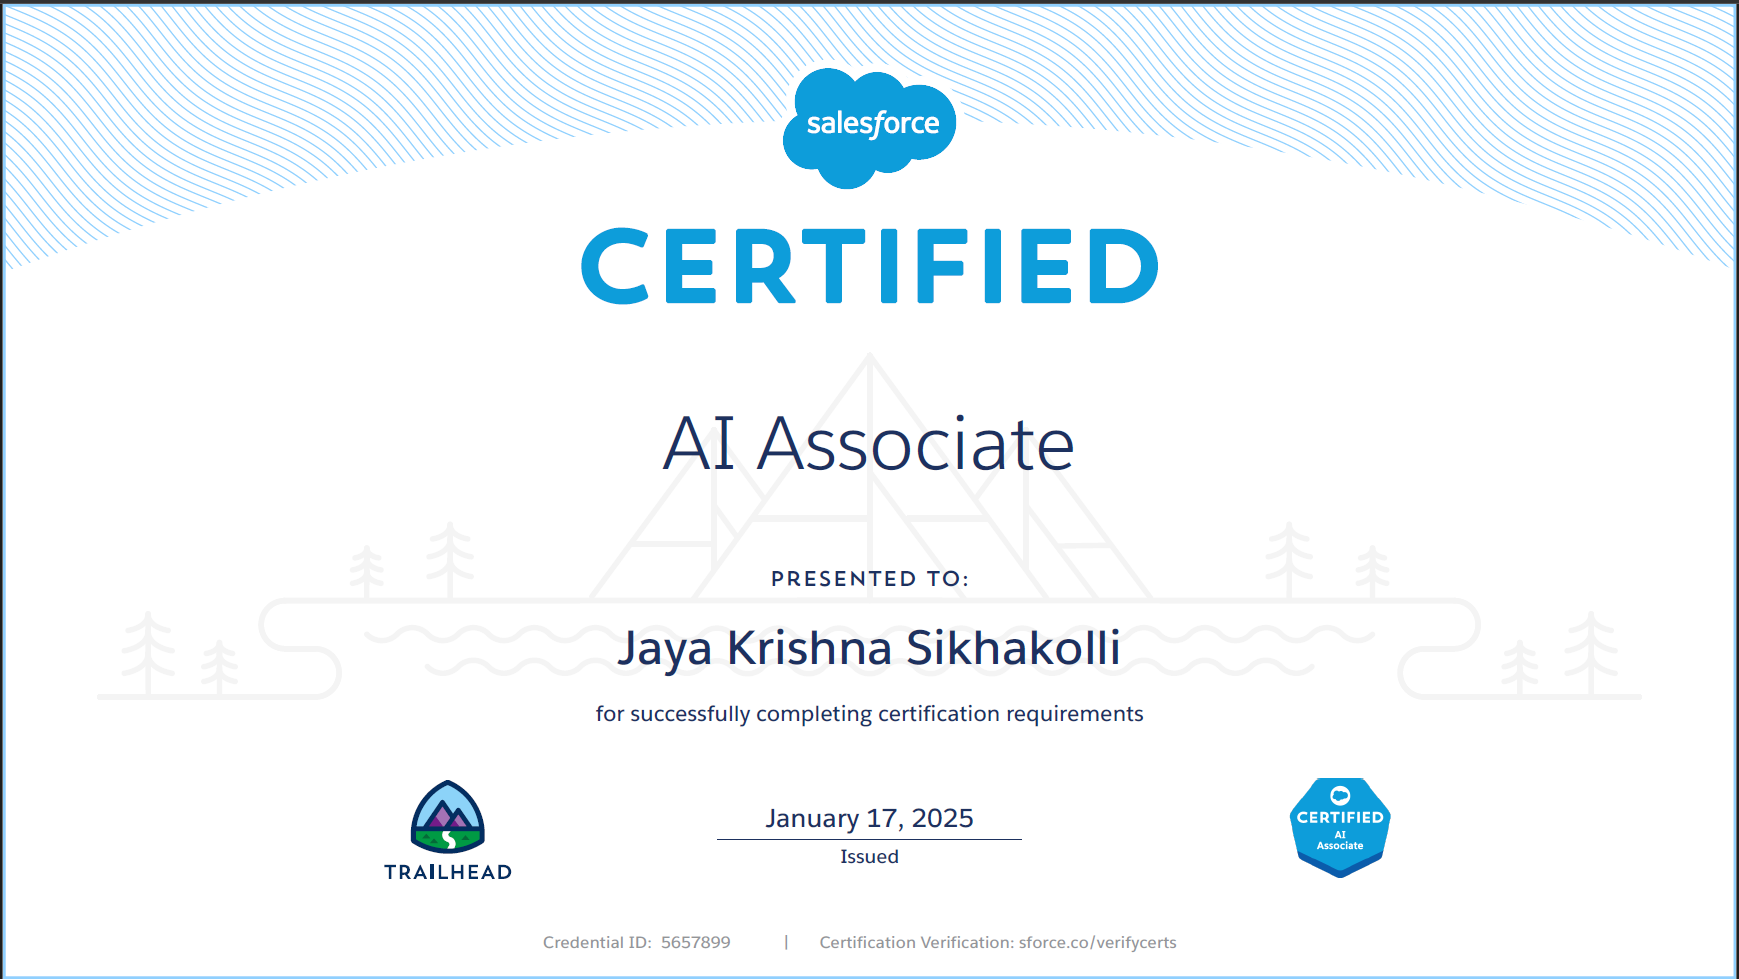 salesforce
CERTIFIED
AI Associate
PRESENTED TO:
Jaya Krishna Sikhakolli
for successfully completing certification requirements
TRAILHEAD
January 17, 2025
Issued
CERTIFIED
AI
Associate
Credential ID: 5657899 | Certification Verification: sforce.co/verifycerts